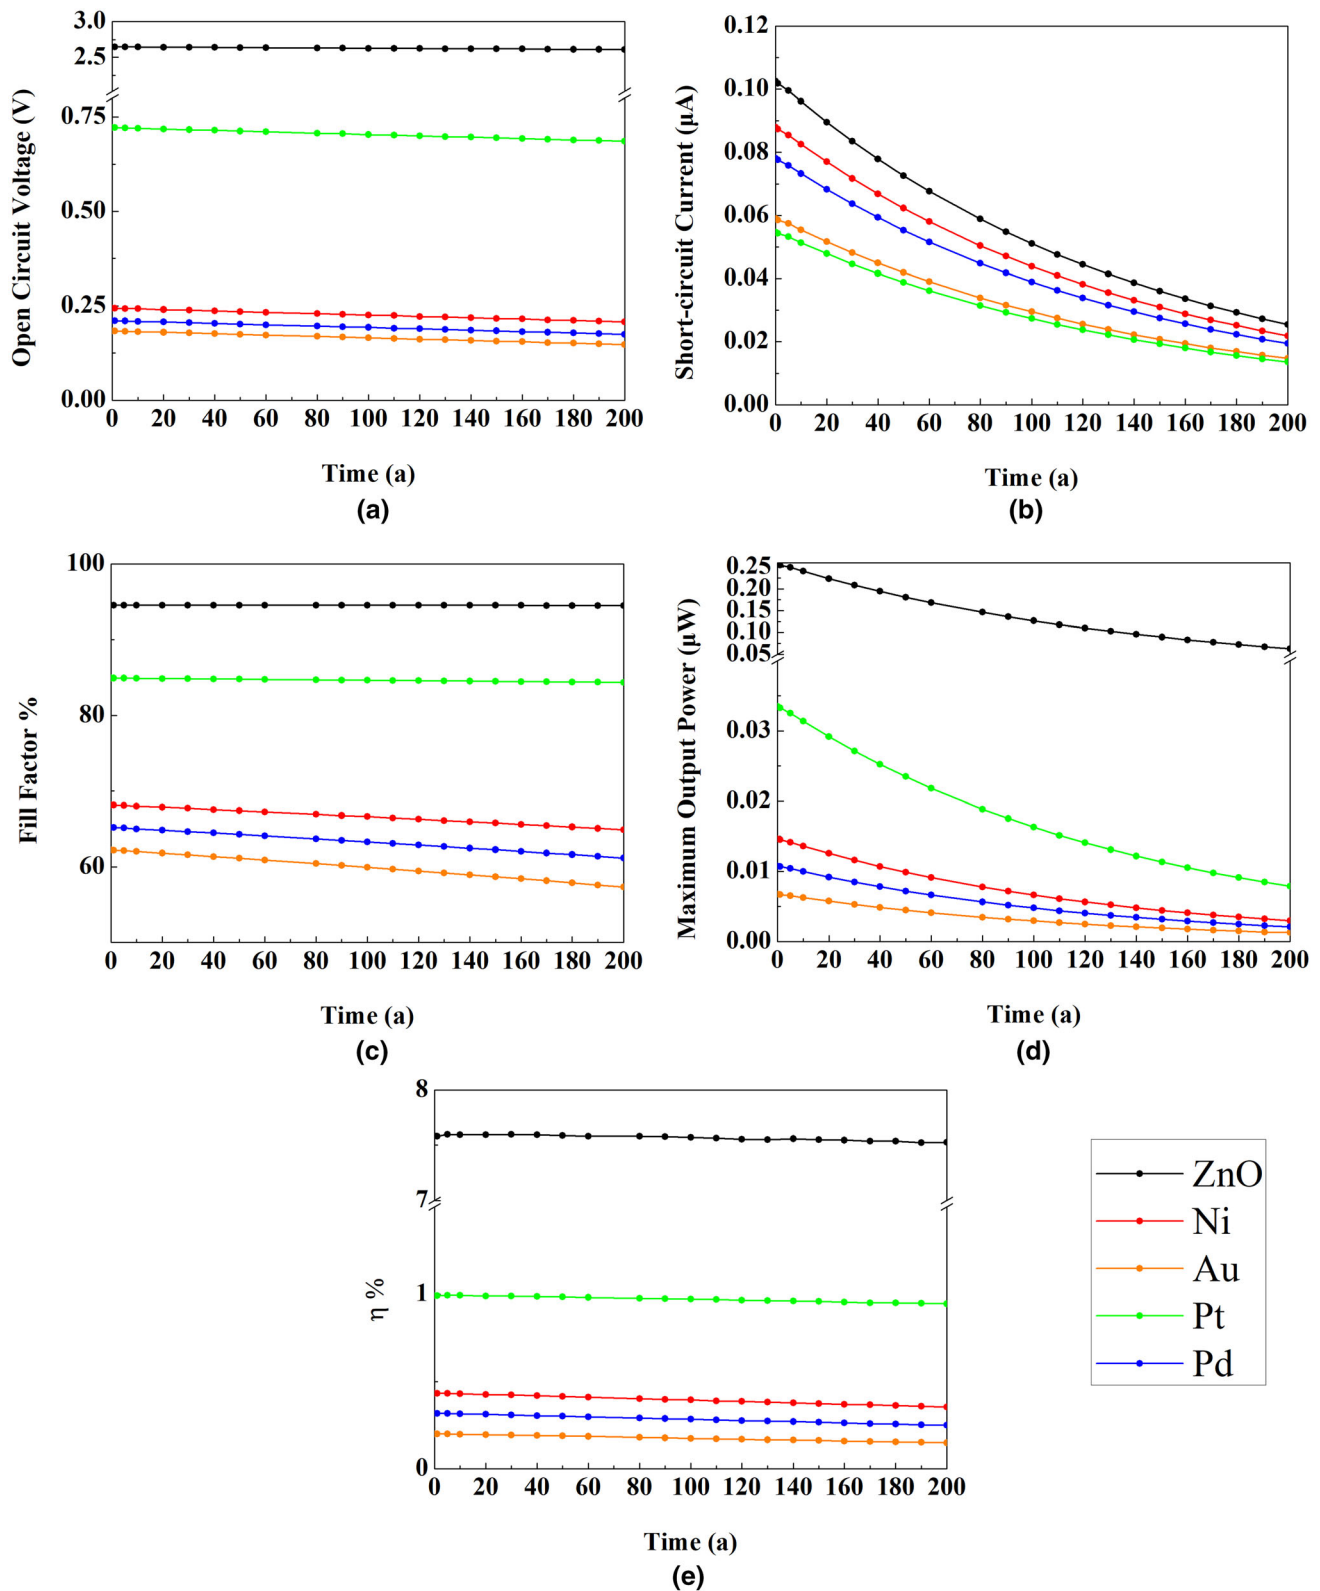 Open Circuit Voltage (V)
3.0
2.5
0.75
0.50
0.25
0.00
0 20 40 60 80 100 120 140 160 180 200
Time (a)
(a)
Short-circuit Current (μA)
0.12
0.10
0.08
0.06
0.04
0.02
0.00
0 20 40 60 80 100 120 140 160 180 200
Time (a)
(b)
Fill Factor %
100
80
60
0 20 40 60 80 100 120 140 160 180 200
Time (a)
(c)
Maximum Output Power (μW)
0.25
0.20
0.15
0.10
0.05
0.03
0.02
0.01
0.00
0 20 40 60 80 100 120 140 160 180 200
Time (a)
(d)
η %
8
7
1
0
0 20 40 60 80 100 120 140 160 180 200
Time (a)
(e)
ZnO
Ni
Au
Pt
Pd